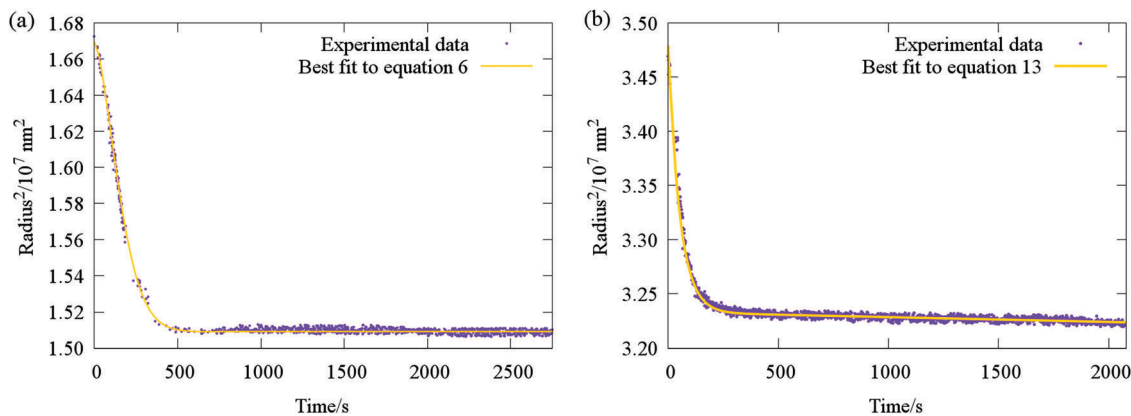 (a)
1.68
1.66
1.64
1.62
1.60
1.58
1.56
1.54
1.52
1.50
Radius²/10⁷ nm²
Experimental data
Best fit to equation 6
0
500
1000
1500
2000
2500
Time/s
(b)
3.50
3.45
3.40
3.35
3.30
3.25
3.20
Radius²/10⁷ nm²
Experimental data
Best fit to equation 13
0
500
1000
1500
2000
Time/s